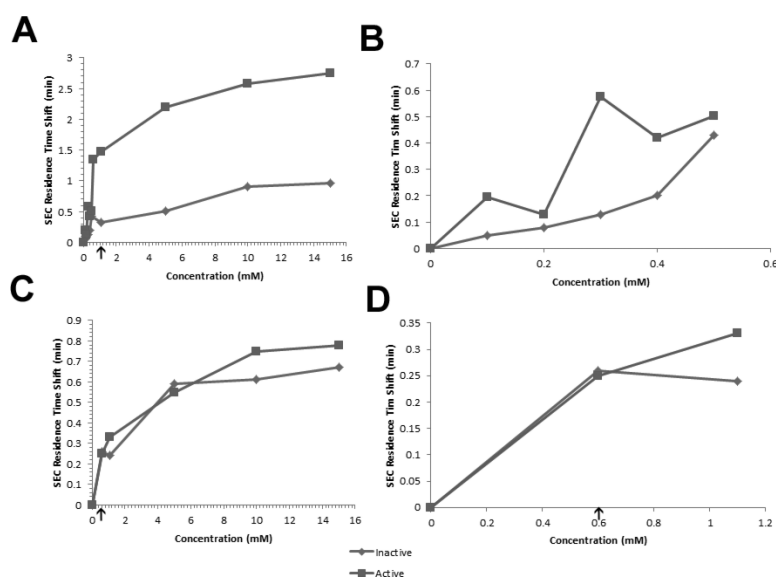 A
B
SEC Residence Time Shift (min)
3
2.5
2
1.5
1
0.5
0
0 2 4 6 8 10 12 14 16
Concentration (mM)
SEC Residence Tim Shift (min)
0.7
0.6
0.5
0.4
0.3
0.2
0.1
0
0 0.2 0.4 0.6
Concentration (mM)
C
D
SEC Residence Time Shift (min)
0.9
0.8
0.7
0.6
0.5
0.4
0.3
0.2
0.1
0
0 2 4 6 8 10 12 14 16
Concentration (mM)
SEC Residence Tim Shift (min)
0.35
0.3
0.25
0.2
0.15
0.1
0.05
0
0 0.2 0.4 0.6 0.8 1 1.2
Concentration (mM)
Inactive
Active